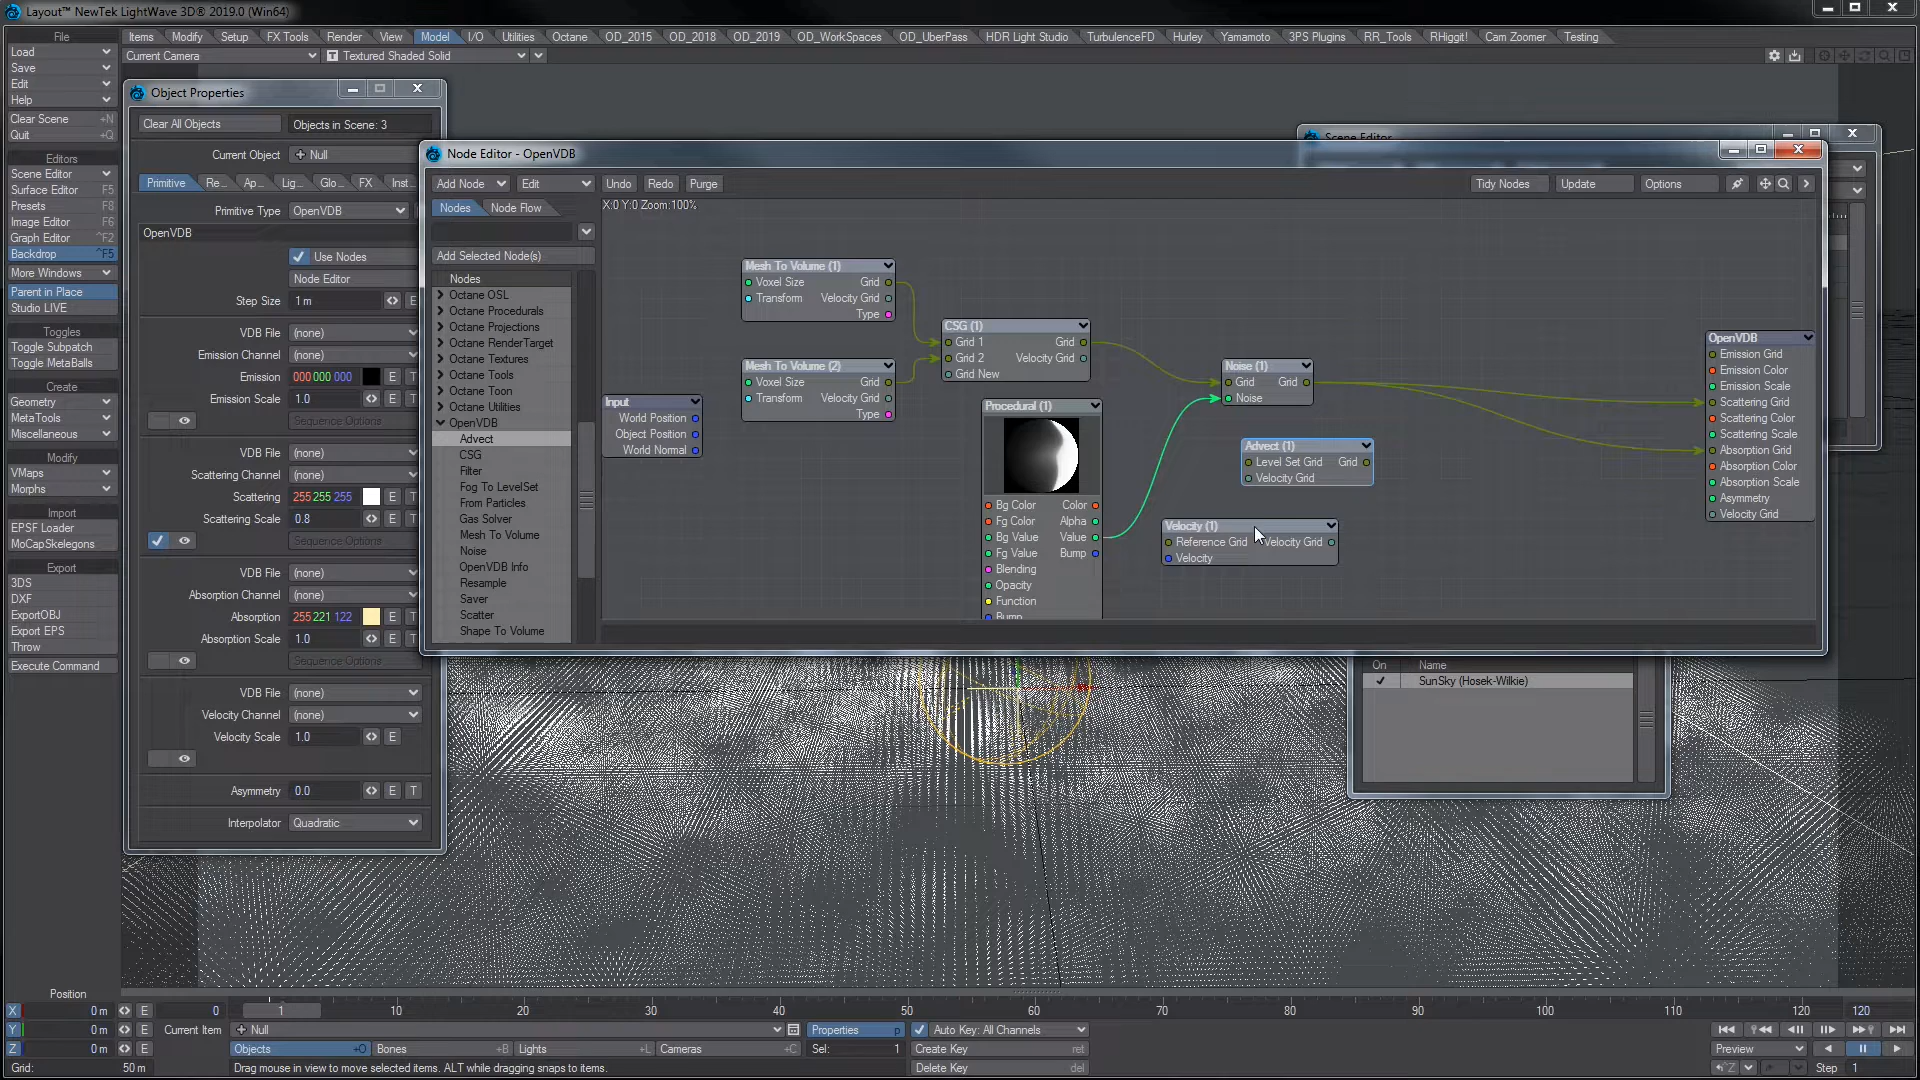 Layout™ NewTek LightWave 3D® 2019.0 (Win64)
File
Items Modify Setup FX Tools Render View Model I/O Utilities Octane OD_2015 OD_2018 OD_2019 OD_WorkSpaces OD_UberPass HDR Light Studio TurbulenceFD Hurley Yamamoto 3PS Plugins RR_Tools RHiggit! Cam Zoomer Testing
Load
Current Camera
Textured Shaded Solid
Save
Edit
Help
Clear Scene +N
Quit +Q
Editors
Scene Editor
Surface Editor F5
Presets F8
Image Editor F6
Graph Editor ^F2
Backdrop ^F5
More Windows
Parent in Place
Studio LIVE
Toggles
Toggle Subpatch
Toggle MetaBalls
Create
Geometry
MetaTools
Miscellaneous
Modify
VMaps
Morphs
Import
EPSF Loader
MoCapSkelegons
Export
3DS
DXF
ExportOBJ
Export EPS
Throw
Execute Command
Object Properties
Clear All Objects
Objects in Scene: 3
Current Object
Null
Primitive Re... Ap... Lig... Glo... FX Inst
Primitive Type
OpenVDB
OpenVDB
Use Nodes
Node Editor
Step Size 1 m E
VDB File (none)
Emission Channel (none)
Emission 000 000 000 E T
Emission Scale 1.0 E T
Sequence Options
VDB File (none)
Scattering Channel (none)
Scattering 255 255 255 E T
Scattering Scale 0.8 E T
Sequence Options
VDB File (none)
Absorption Channel (none)
Absorption 255 221 122 E T
Absorption Scale 1.0 E T
Sequence Options
VDB File (none)
Velocity Channel (none)
Velocity Scale 1.0 E
Asymmetry 0.0 E T
Interpolator Quadratic
Scene Editor
Node Editor - OpenVDB
Add Node Edit Undo Redo Purge
Tidy Nodes Update Options
Nodes Node Flow
X:0 Y:0 Zoom:100%
Add Selected Node(s)
Nodes
Octane OSL
Octane Procedurals
Octane Projections
Octane RenderTarget
Octane Textures
Octane Tools
Octane Toon
Octane Utilities
OpenVDB
Advect
CSG
Filter
Fog To LevelSet
From Particles
Gas Solver
Mesh To Volume
Noise
OpenVDB Info
Resample
Saver
Scatter
Shape To Volume
Input
World Position
Object Position
World Normal
Mesh To Volume (1)
Voxel Size Grid
Transform Velocity Grid
Type
Mesh To Volume (2)
Voxel Size Grid
Transform Velocity Grid
Type
CSG (1)
Grid 1 Grid
Grid 2 Velocity Grid
Grid New
Procedural (1)
Bg Color Color
Fg Color Alpha
Bg Value Value
Fg Value Bump
Blending
Opacity
Function
Bump
Noise (1)
Grid Grid
Noise
Advect (1)
Level Set Grid Grid
Velocity Grid
Velocity (1)
Reference Grid Velocity Grid
Velocity
OpenVDB
Emission Grid
Emission Color
Emission Scale
Scattering Grid
Scattering Color
Scattering Scale
Absorption Grid
Absorption Color
Absorption Scale
Asymmetry
Velocity Grid
On Name
SunSky (Hosek-Wilkie)
Position
X 0 m E
Y 0 m E
Z 0 m E
Grid: 50 m
0 1 10 20 30 40 50 60 70 80 90 100 110 120 120
Current Item Null
Properties p
Auto Key: All Channels
Objects +O Bones +B Lights +L Cameras +C
Sel: 1
Create Key ret
Delete Key del
Drag mouse in view to move selected items. ALT while dragging snaps to items.
Preview
^Z
Step 1